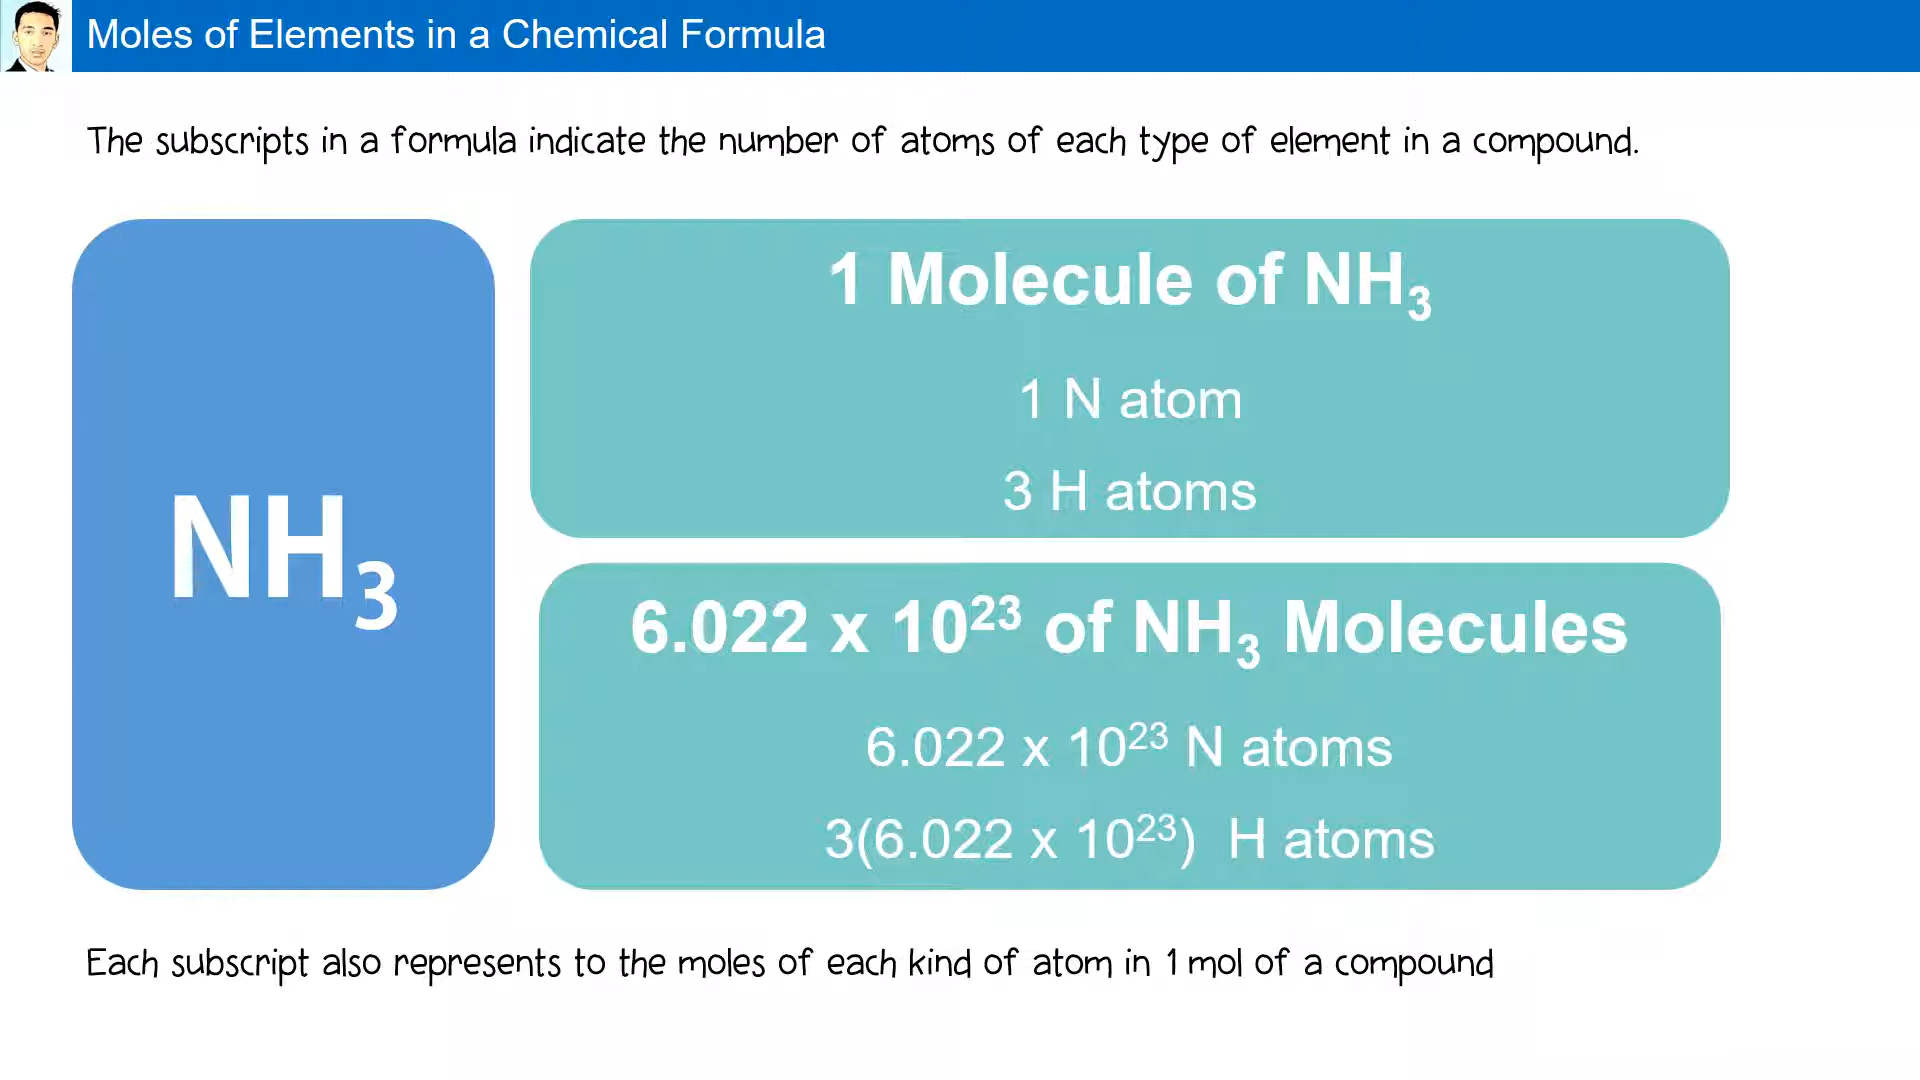 Moles of Elements in a Chemical Formula
The subscripts in a formula indicate the number of atoms of each type of element in a compound.
NH₃
1 Molecule of NH₃
1 N atom
3 H atoms
6.022 x 10²³ of NH₃ Molecules
6.022 x 10²³ N atoms
3(6.022 x 10²³)  H atoms
Each subscript also represents to the moles of each kind of atom in 1 mol of a compound